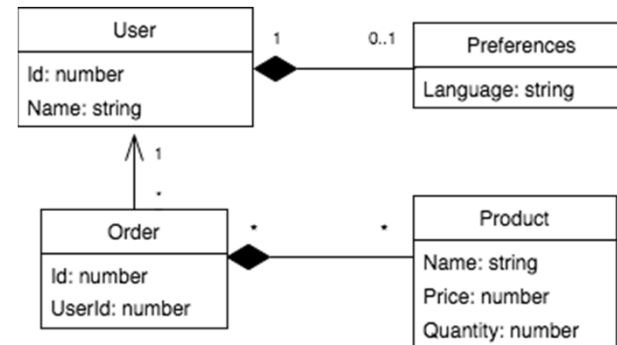 User
Id: number
Name: string
1
0..1
Preferences
Language: string
1
*
Order
Id: number
UserId: number
*
*
Product
Name: string
Price: number
Quantity: number